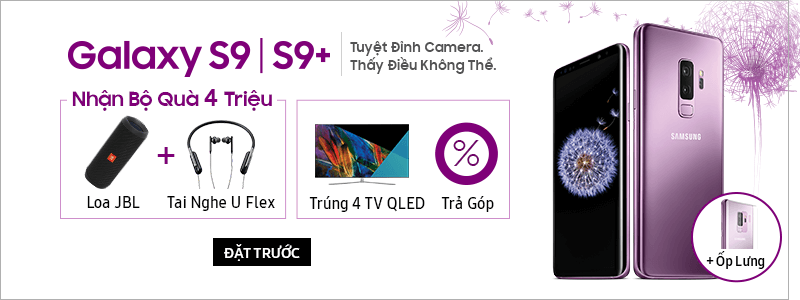 Galaxy S9 | S9+
Tuyệt Đỉnh Camera.
Thấy Điều Không Thể.
Nhận Bộ Quà 4 Triệu
JBL
+
%
Loa JBL
Tai Nghe U Flex
Trúng 4 TV QLED
Trả Góp
ĐẶT TRƯỚC
SAMSUNG
+ Ốp Lưng